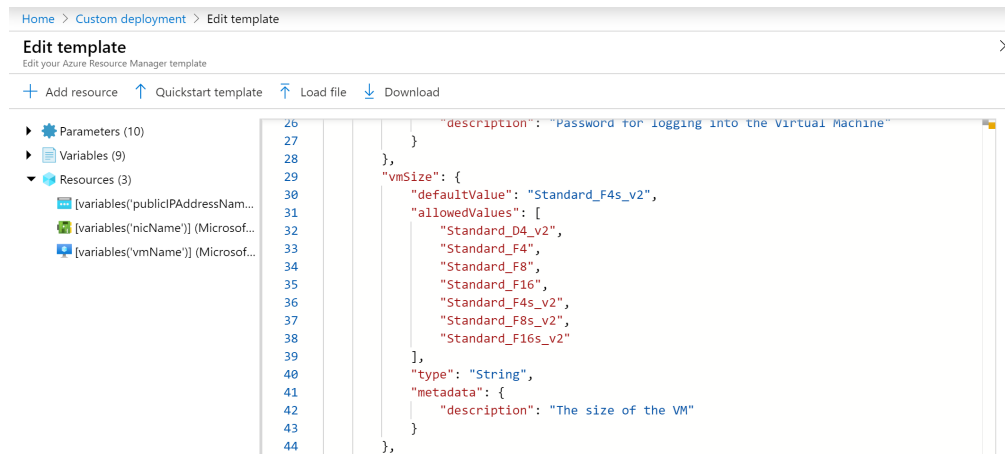 Home > Custom deployment > Edit template
Edit template
Edit your Azure Resource Manager template
Add resource Quickstart template Load file Download
Parameters (10)
Variables (9)
Resources (3)
[variables('publicIPAddressNam...
[variables('nicName')] (Microsof...
[variables('vmName')] (Microsof...
26 "description": "Password for logging into the Virtual Machine"
27 }
28 },
29 "vmSize": {
30 "defaultValue": "Standard_F4s_v2",
31 "allowedValues": [
32 "Standard_D4_v2",
33 "Standard_F4",
34 "Standard_F8",
35 "Standard_F16",
36 "Standard_F4s_v2",
37 "Standard_F8s_v2",
38 "Standard_F16s_v2"
39 ],
40 "type": "String",
41 "metadata": {
42 "description": "The size of the VM"
43 }
44 },